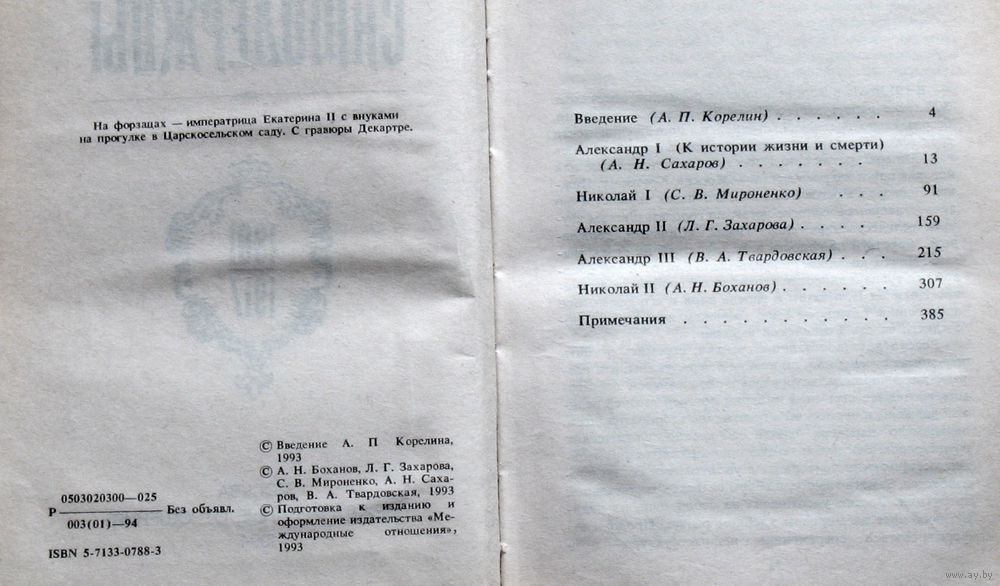 На форзацах — императрица Екатерина II с внуками
на прогулке в Царскосельском саду. С гравюры Декартре.
0503020300—025
Р
Без объявл.
003(01)—94
ISBN 5-7133-0788-3
© Введение А. П Корелина,
1993
© А. Н. Боханов, Л. Г. Захарова,
С. В. Мироненко, А. Н. Саха-
ров, В. А. Твардовская, 1993
© Подготовка к изданию и
оформление издательства «Ме-
ждународные отношения»,
1993
Введение (А. П. Корелин) . . . . . . 4
Александр I (К истории жизни и смерти)
(А. Н. Сахаров) . . . . . . . 13
Николай I (С. В. Мироненко) . . . 91
Александр II (Л. Г. Захарова) . . . . 159
Александр III (В. А. Твардовская) . . . 215
Николай II (А. Н. Боханов) . . . . . . 307
Примечания . . . . . . . . . . . 385
www.ay.by